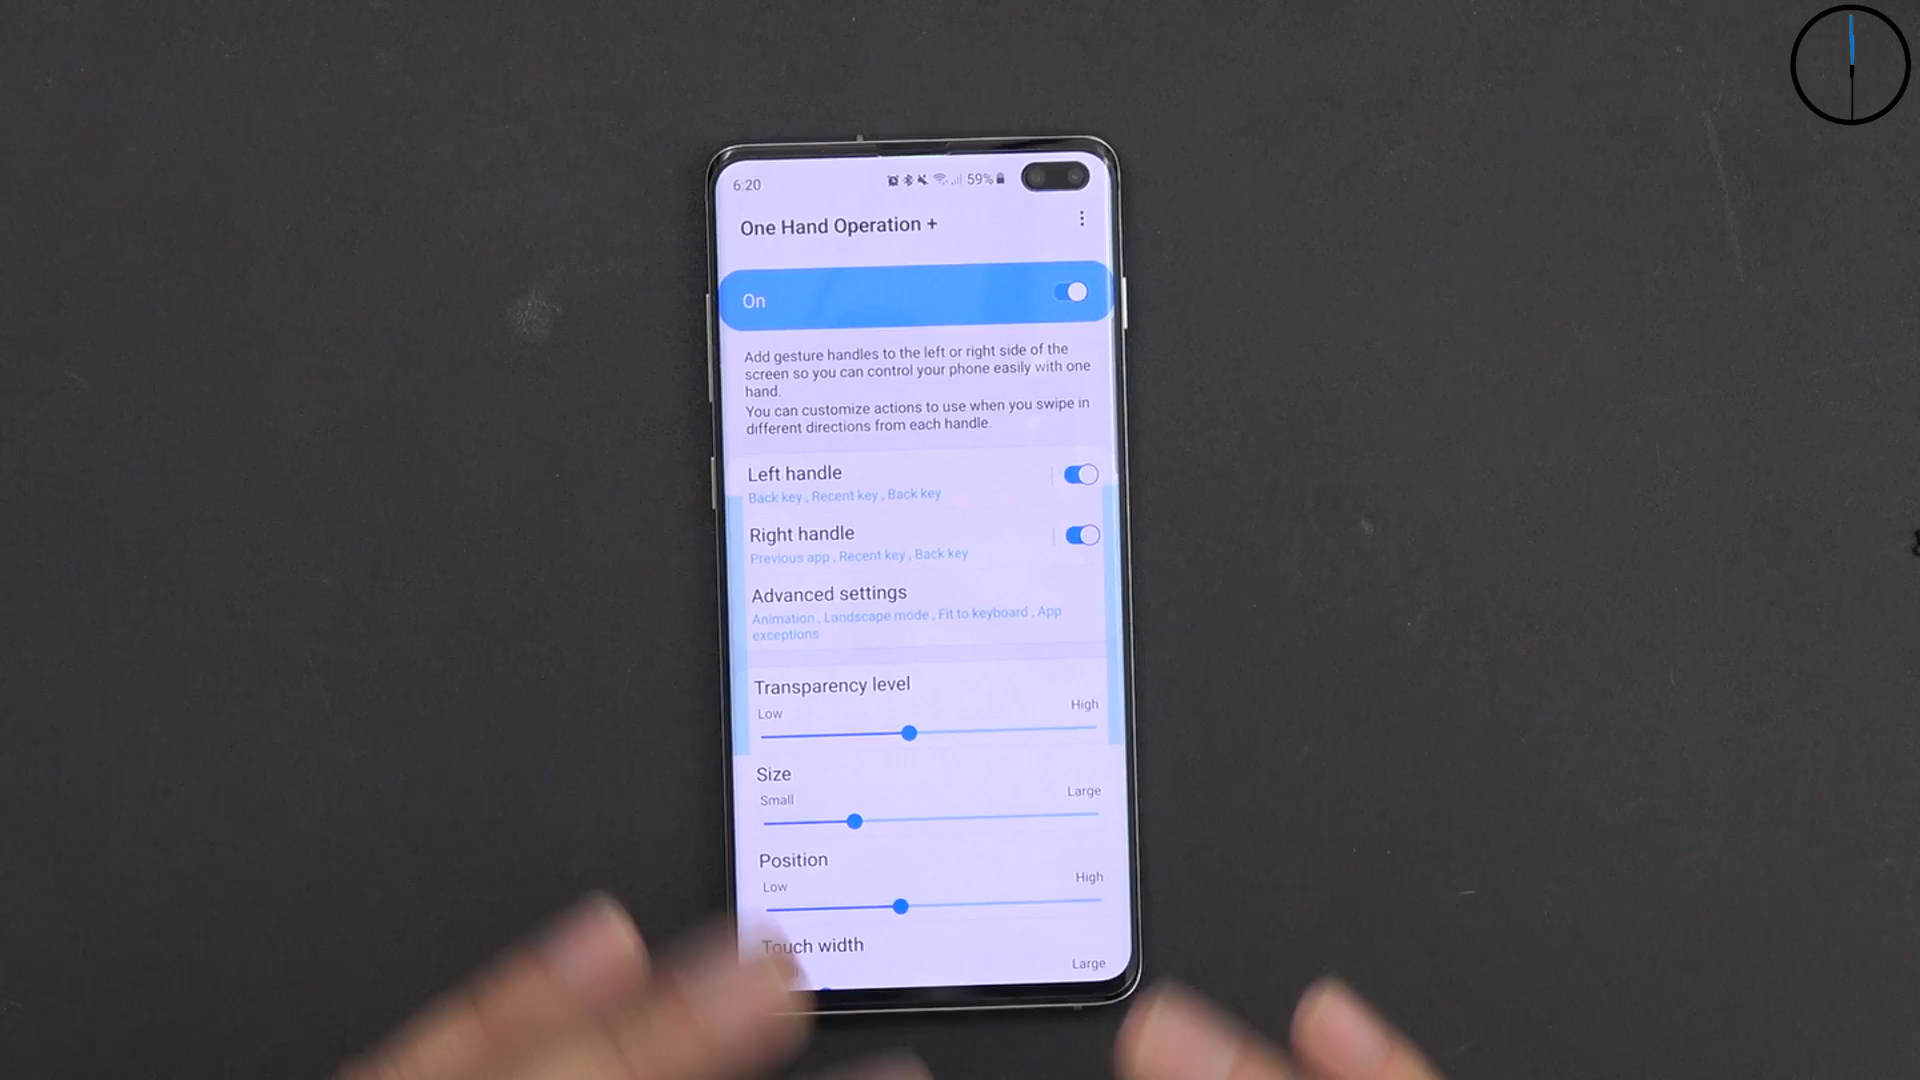 6:20
59%
One Hand Operation +
On
Add gesture handles to the left or right side of the
screen so you can control your phone easily with one
hand.
You can customize actions to use when you swipe in
different directions from each handle.
Left handle
Back key , Recent key , Back key
Right handle
Previous app , Recent key , Back key
Advanced settings
Animation , Landscape mode , Fit to keyboard , App
exceptions
Transparency level
Low
High
Size
Small
Large
Position
Low
High
Touch width
Large